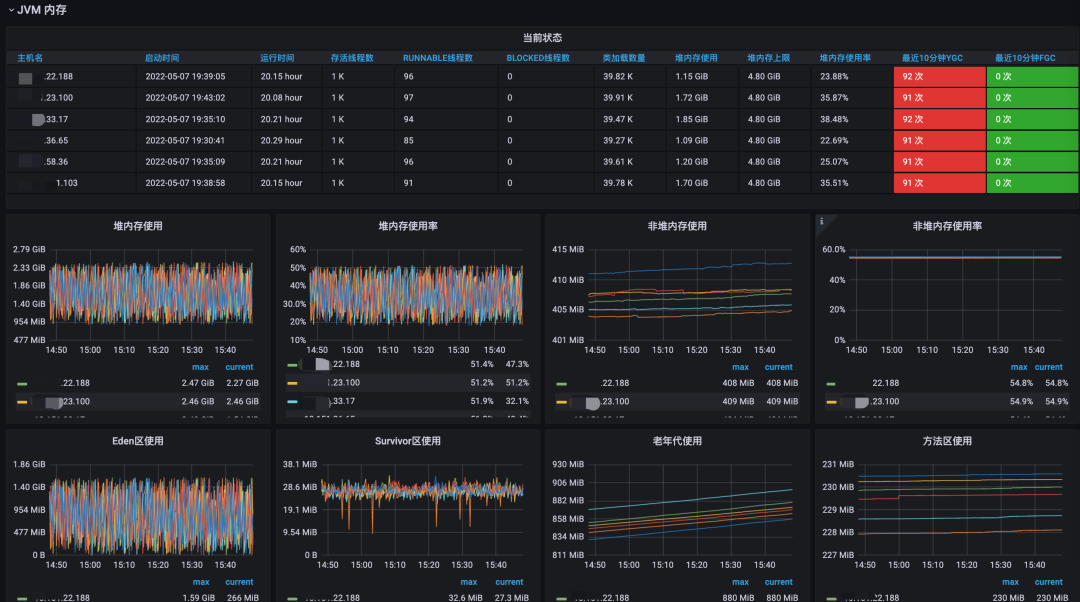 JVM 内存
当前状态
主机名 启动时间 运行时间 存活线程数 RUNNABLE线程数 BLOCKED线程数 类加载数量 堆内存使用 堆内存上限 堆内存使用率 最近10分钟YGC 最近10分钟FGC
.22.188 2022-05-07 19:39:05 20.15 hour 1 K 96 0 39.82 K 1.15 GiB 4.80 GiB 23.88% 92 次 0 次
.23.100 2022-05-07 19:43:02 20.08 hour 1 K 97 0 39.91 K 1.72 GiB 4.80 GiB 35.87% 91 次 0 次
.33.17 2022-05-07 19:35:10 20.21 hour 1 K 94 0 39.47 K 1.85 GiB 4.80 GiB 38.48% 92 次 0 次
.36.65 2022-05-07 19:30:41 20.29 hour 1 K 85 0 39.27 K 1.09 GiB 4.80 GiB 22.69% 91 次 0 次
.58.36 2022-05-07 19:35:09 20.21 hour 1 K 96 0 39.61 K 1.20 GiB 4.80 GiB 25.07% 91 次 0 次
1.103 2022-05-07 19:38:58 20.15 hour 1 K 91 0 39.78 K 1.70 GiB 4.80 GiB 35.51% 91 次 0 次
堆内存使用
2.79 GiB
2.33 GiB
1.86 GiB
1.40 GiB
954 MiB
477 MiB
14:50 15:00 15:10 15:20 15:30 15:40
max current
.22.188 2.47 GiB 2.27 GiB
23.100 2.46 GiB 2.46 GiB
堆内存使用率
60%
50%
40%
30.0%
20%
10%
14:50 15:00 15:10 15:20 15:30 15:40
.22.188 51.4% 47.3%
.23.100 51.2% 51.2%
.33.17 51.9% 32.1%
非堆内存使用
415 MiB
410 MiB
405 MiB
401 MiB
14:50 15:00 15:10 15:20 15:30 15:40
max current
.22.188 408 MiB 408 MiB
.23.100 409 MiB 409 MiB
i
非堆内存使用率
60.0%
40%
20%
0%
14:50 15:00 15:10 15:20 15:30 15:40
max current
22.188 54.8% 54.8%
.23.100 54.9% 54.9%
Eden区使用
1.86 GiB
1.40 GiB
954 MiB
477 MiB
0 B
14:50 15:00 15:10 15:20 15:30 15:40
max current
.22.188 1.59 GiB 266 MiB
Survivor区使用
38.1 MiB
28.6 MiB
19.1 MiB
9.54 MiB
0 B
14:50 15:00 15:10 15:20 15:30 15:40
max current
.22.188 32.6 MiB 27.3 MiB
老年代使用
930 MiB
906 MiB
882 MiB
858 MiB
834 MiB
811 MiB
14:50 15:00 15:10 15:20 15:30 15:40
max current
.22.188 880 MiB 880 MiB
方法区使用
231 MiB
230 MiB
229 MiB
228 MiB
227 MiB
14:50 15:00 15:10 15:20 15:30 15:40
max current
.22.188 230 MiB 230 MiB